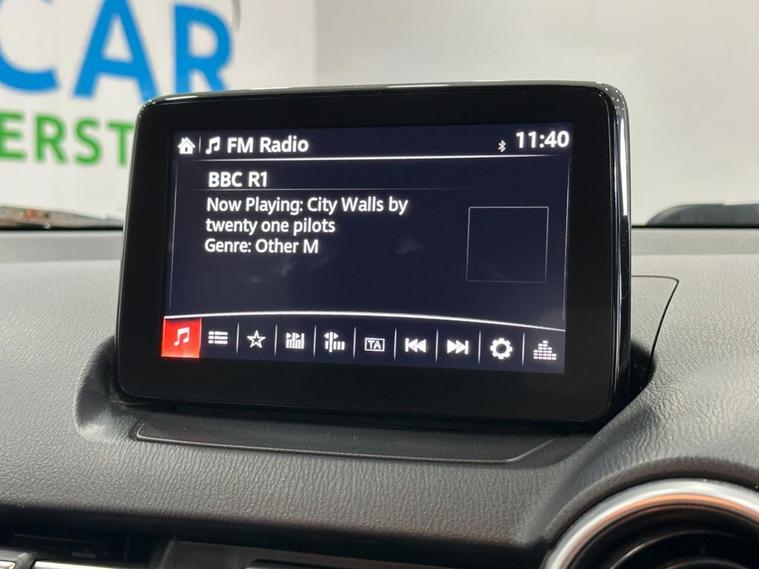 CAR
ERST
FM Radio
11:40
BBC R1
Now Playing: City Walls by
twenty one pilots
Genre: Other M
TA